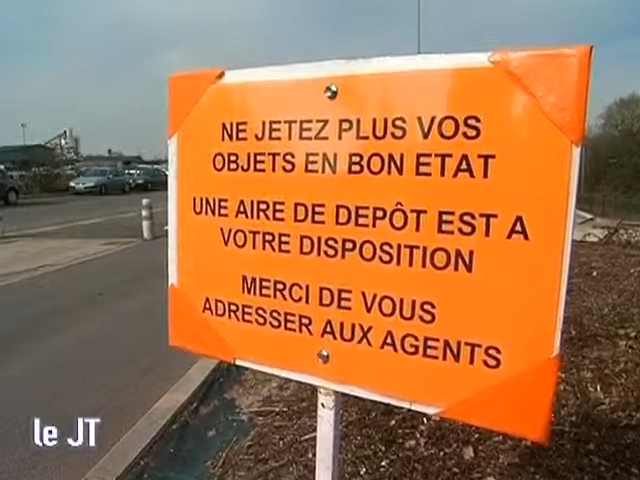 NE JETEZ PLUS VOS
OBJETS EN BON ETAT
UNE AIRE DE DEPÔT EST A
VOTRE DISPOSITION
MERCI DE VOUS
ADRESSER AUX AGENTS
le JT